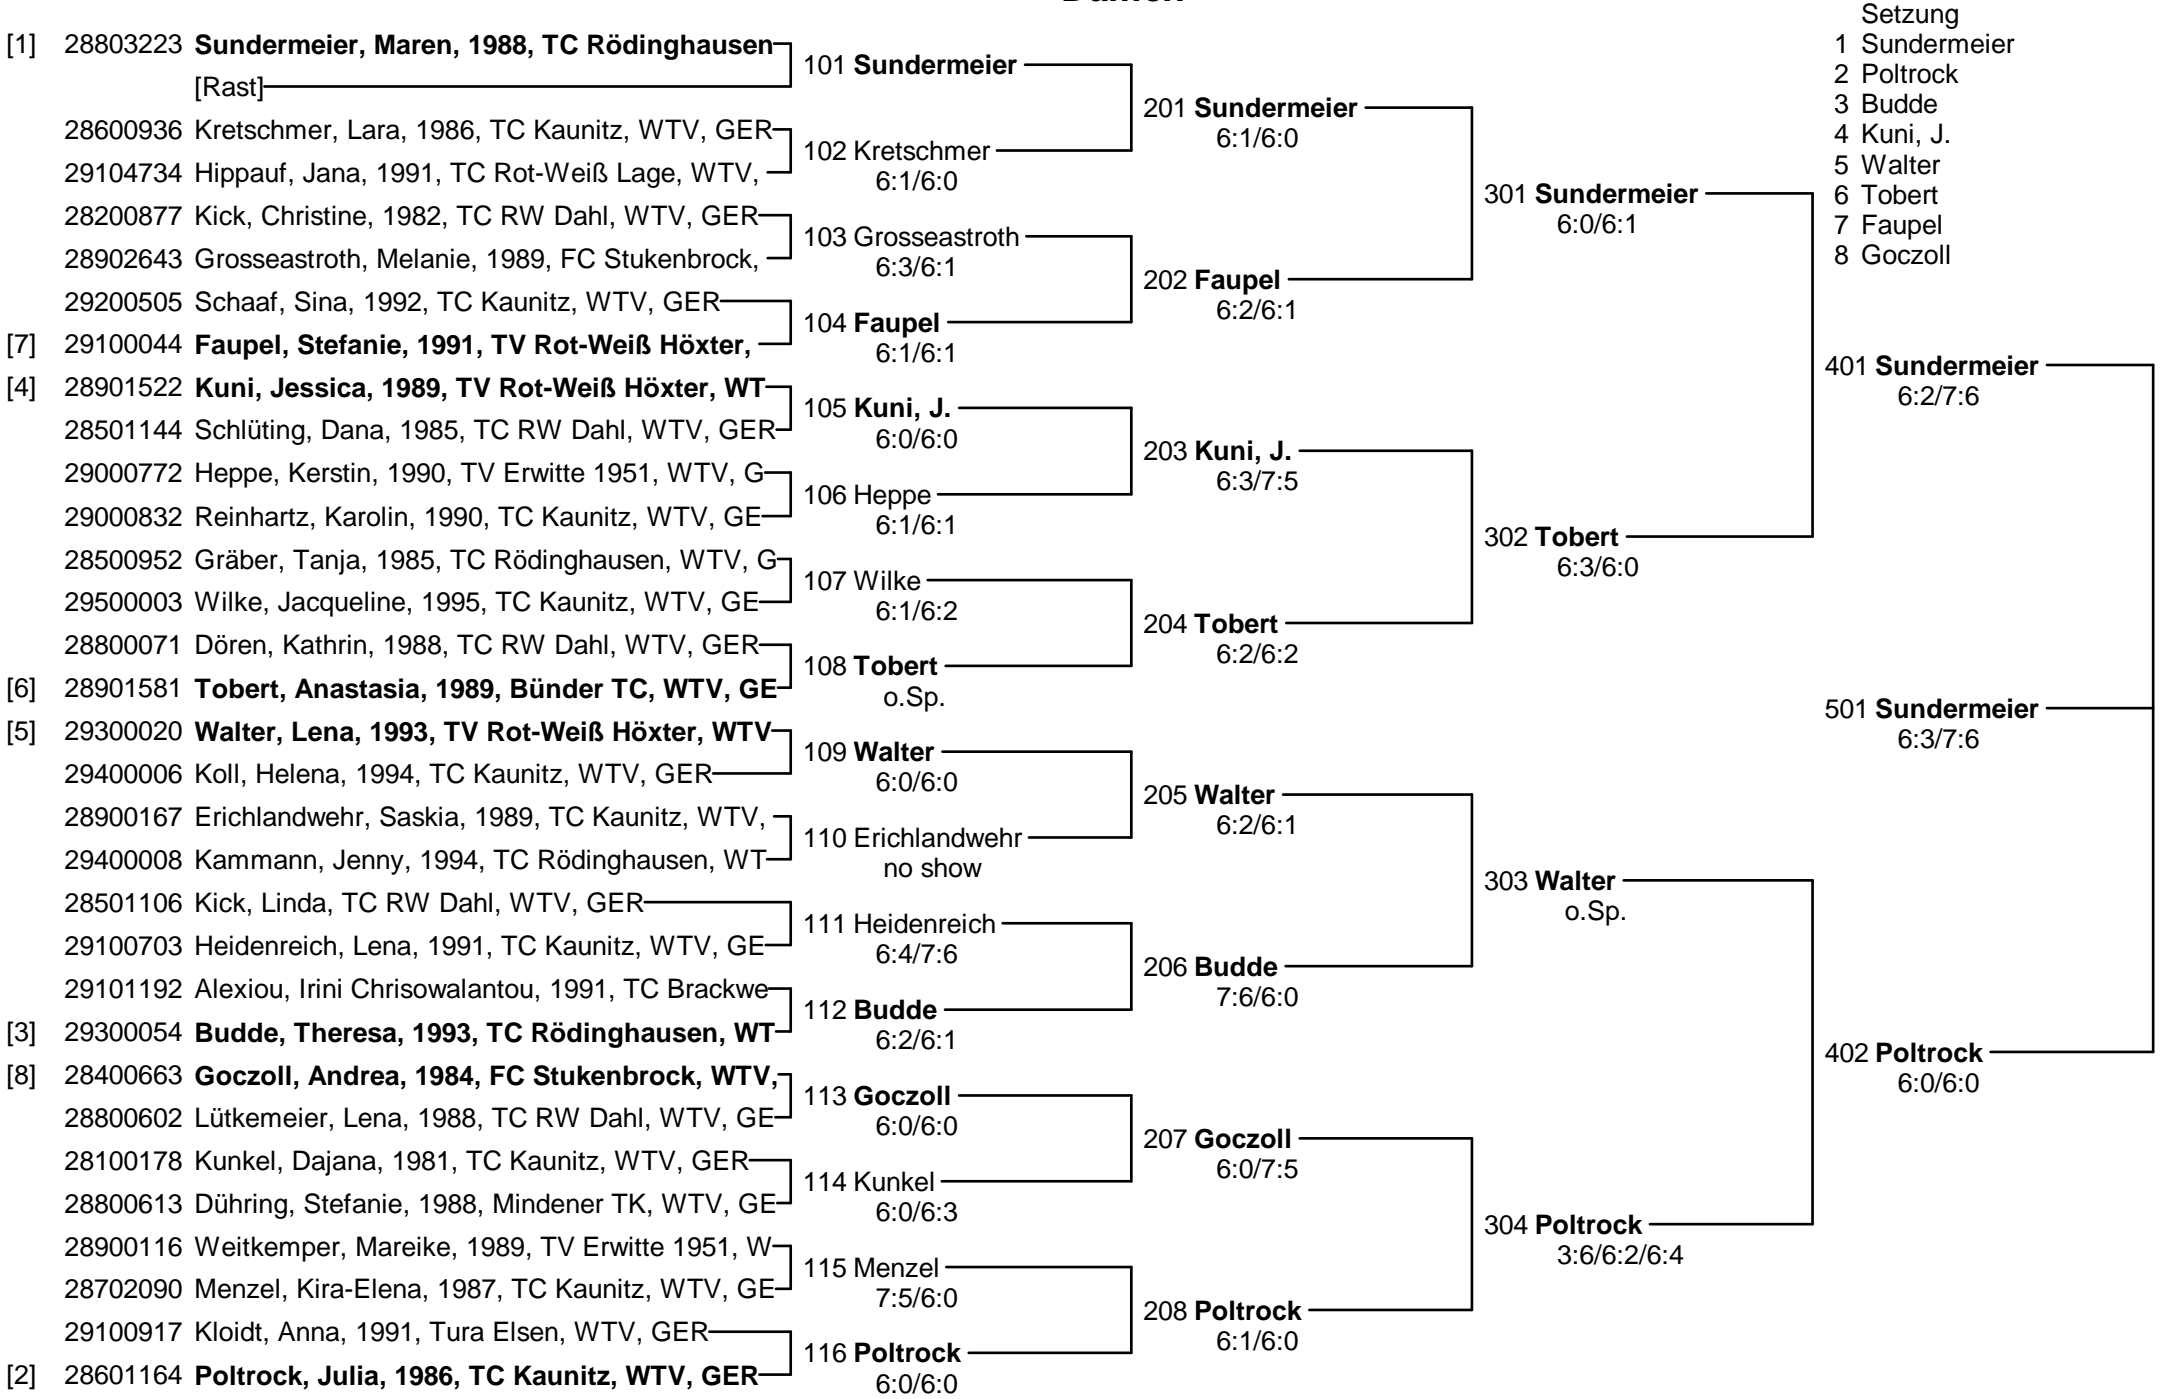 Setzung
1 Sundermeier
2 Poltrock
3 Budde
4 Kuni, J.
5 Walter
6 Tobert
7 Faupel
8 Goczoll
[1] 28803223 Sundermeier, Maren, 1988, TC Rödinghausen
[Rast]
28600936 Kretschmer, Lara, 1986, TC Kaunitz, WTV, GER
29104734 Hippauf, Jana, 1991, TC Rot-Weiß Lage, WTV,
28200877 Kick, Christine, 1982, TC RW Dahl, WTV, GER
28902643 Grosseastroth, Melanie, 1989, FC Stukenbrock,
29200505 Schaaf, Sina, 1992, TC Kaunitz, WTV, GER
[7] 29100044 Faupel, Stefanie, 1991, TV Rot-Weiß Höxter,
[4] 28901522 Kuni, Jessica, 1989, TV Rot-Weiß Höxter, WT
28501144 Schlüting, Dana, 1985, TC RW Dahl, WTV, GER
29000772 Heppe, Kerstin, 1990, TV Erwitte 1951, WTV, G
29000832 Reinhartz, Karolin, 1990, TC Kaunitz, WTV, GE
28500952 Gräber, Tanja, 1985, TC Rödinghausen, WTV, G
29500003 Wilke, Jacqueline, 1995, TC Kaunitz, WTV, GE
28800071 Dören, Kathrin, 1988, TC RW Dahl, WTV, GER
[6] 28901581 Tobert, Anastasia, 1989, Bünder TC, WTV, GE
[5] 29300020 Walter, Lena, 1993, TV Rot-Weiß Höxter, WTV
29400006 Koll, Helena, 1994, TC Kaunitz, WTV, GER
28900167 Erichlandwehr, Saskia, 1989, TC Kaunitz, WTV,
29400008 Kammann, Jenny, 1994, TC Rödinghausen, WT
28501106 Kick, Linda, TC RW Dahl, WTV, GER
29100703 Heidenreich, Lena, 1991, TC Kaunitz, WTV, GE
29101192 Alexiou, Irini Chrisowalantou, 1991, TC Brackwe
[3] 29300054 Budde, Theresa, 1993, TC Rödinghausen, WT
[8] 28400663 Goczoll, Andrea, 1984, FC Stukenbrock, WTV,
28800602 Lütkemeier, Lena, 1988, TC RW Dahl, WTV, GE
28100178 Kunkel, Dajana, 1981, TC Kaunitz, WTV, GER
28800613 Dühring, Stefanie, 1988, Mindener TK, WTV, GE
28900116 Weitkemper, Mareike, 1989, TV Erwitte 1951, W
28702090 Menzel, Kira-Elena, 1987, TC Kaunitz, WTV, GE
29100917 Kloidt, Anna, 1991, Tura Elsen, WTV, GER
[2] 28601164 Poltrock, Julia, 1986, TC Kaunitz, WTV, GER
101 Sundermeier
102 Kretschmer
6:1/6:0
103 Grosseastroth
6:3/6:1
104 Faupel
6:1/6:1
105 Kuni, J.
6:0/6:0
106 Heppe
6:1/6:1
107 Wilke
6:1/6:2
108 Tobert
o.Sp.
109 Walter
6:0/6:0
110 Erichlandwehr
no show
111 Heidenreich
6:4/7:6
112 Budde
6:2/6:1
113 Goczoll
6:0/6:0
114 Kunkel
6:0/6:3
115 Menzel
7:5/6:0
116 Poltrock
6:0/6:0
201 Sundermeier
6:1/6:0
202 Faupel
6:2/6:1
203 Kuni, J.
6:3/7:5
204 Tobert
6:2/6:2
205 Walter
6:2/6:1
206 Budde
7:6/6:0
207 Goczoll
6:0/7:5
208 Poltrock
6:1/6:0
301 Sundermeier
6:0/6:1
302 Tobert
6:3/6:0
303 Walter
o.Sp.
304 Poltrock
3:6/6:2/6:4
401 Sundermeier
6:2/7:6
501 Sundermeier
6:3/7:6
402 Poltrock
6:0/6:0